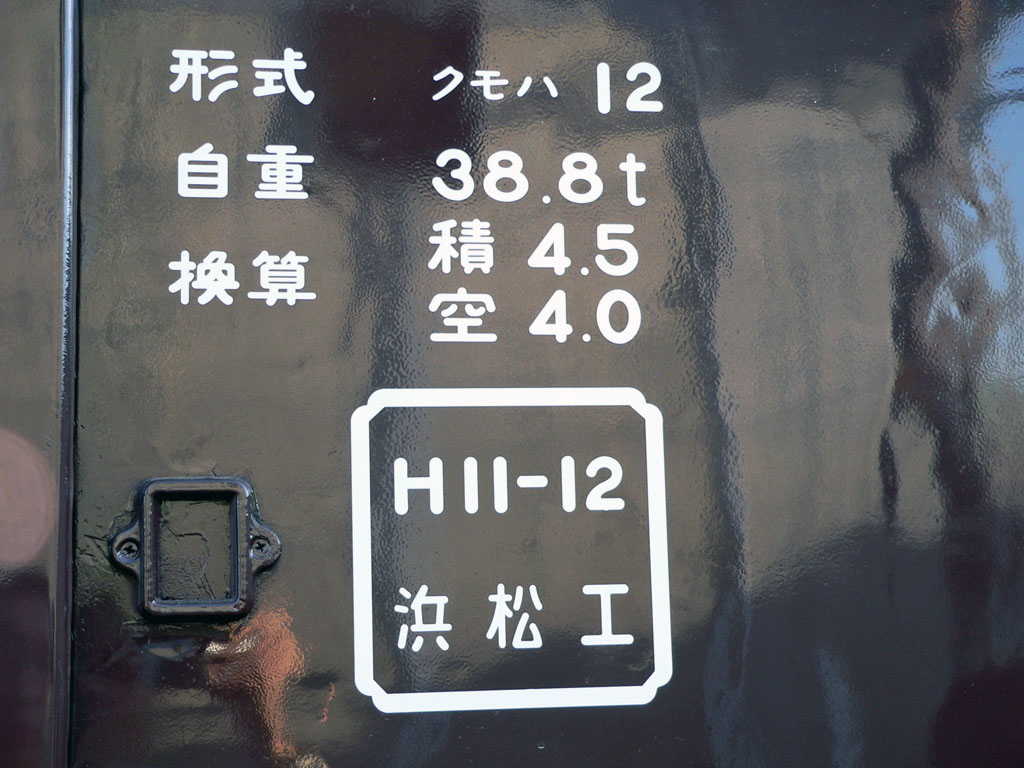 形式 クモハ 12
自重 38.8t
換算 積 4.5
空 4.0
H11-12
浜松工